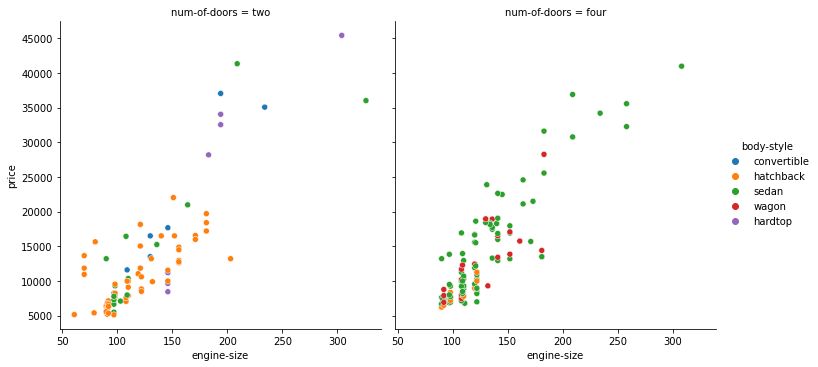 num-of-doors = two
num-of-doors = four
45000
40000
35000
30000
25000
20000
15000
10000
5000
price
50 100 150 200 250 300
engine-size
50 100 150 200 250 300
engine-size
body-style
convertible
hatchback
sedan
wagon
hardtop